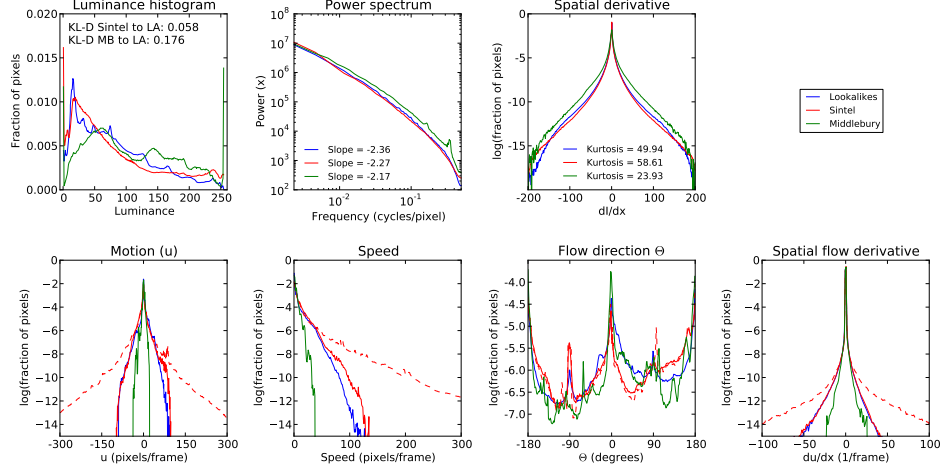 Luminance histogram
KL-D Sintel to LA: 0.058
KL-D MB to LA: 0.176
Fraction of pixels
0.020
0.015
0.010
0.005
0.000
0 50 100 150 200 250
Luminance
Power spectrum
Power (x)
10^8
10^7
10^6
10^5
10^4
10^3
10^2
Slope = -2.36
Slope = -2.27
Slope = -2.17
10^-2 10^-1
Frequency (cycles/pixel)
Spatial derivative
log(fraction of pixels)
0
-5
-10
-15
Kurtosis = 49.94
Kurtosis = 58.61
Kurtosis = 23.93
-200 -100 0 100 200
dI/dx
Lookalikes
Sintel
Middlebury
Motion (u)
log(fraction of pixels)
0
−2
−4
−6
−8
−10
−12
−14
-300 -150 0 150 300
u (pixels/frame)
Speed
log(fraction of pixels)
0
−2
−4
−6
−8
−10
−12
−14
0 100 200 300
Speed (pixels/frame)
Flow direction Θ
log(fraction of pixels)
-4.0
-4.5
-5.0
-5.5
-6.0
-6.5
-7.0
-180 -90 0 90 180
Θ (degrees)
Spatial flow derivative
log(fraction of pixels)
0
−2
−4
−6
−8
−10
−12
−14
-100 -50 0 50 100
du/dx (1/frame)